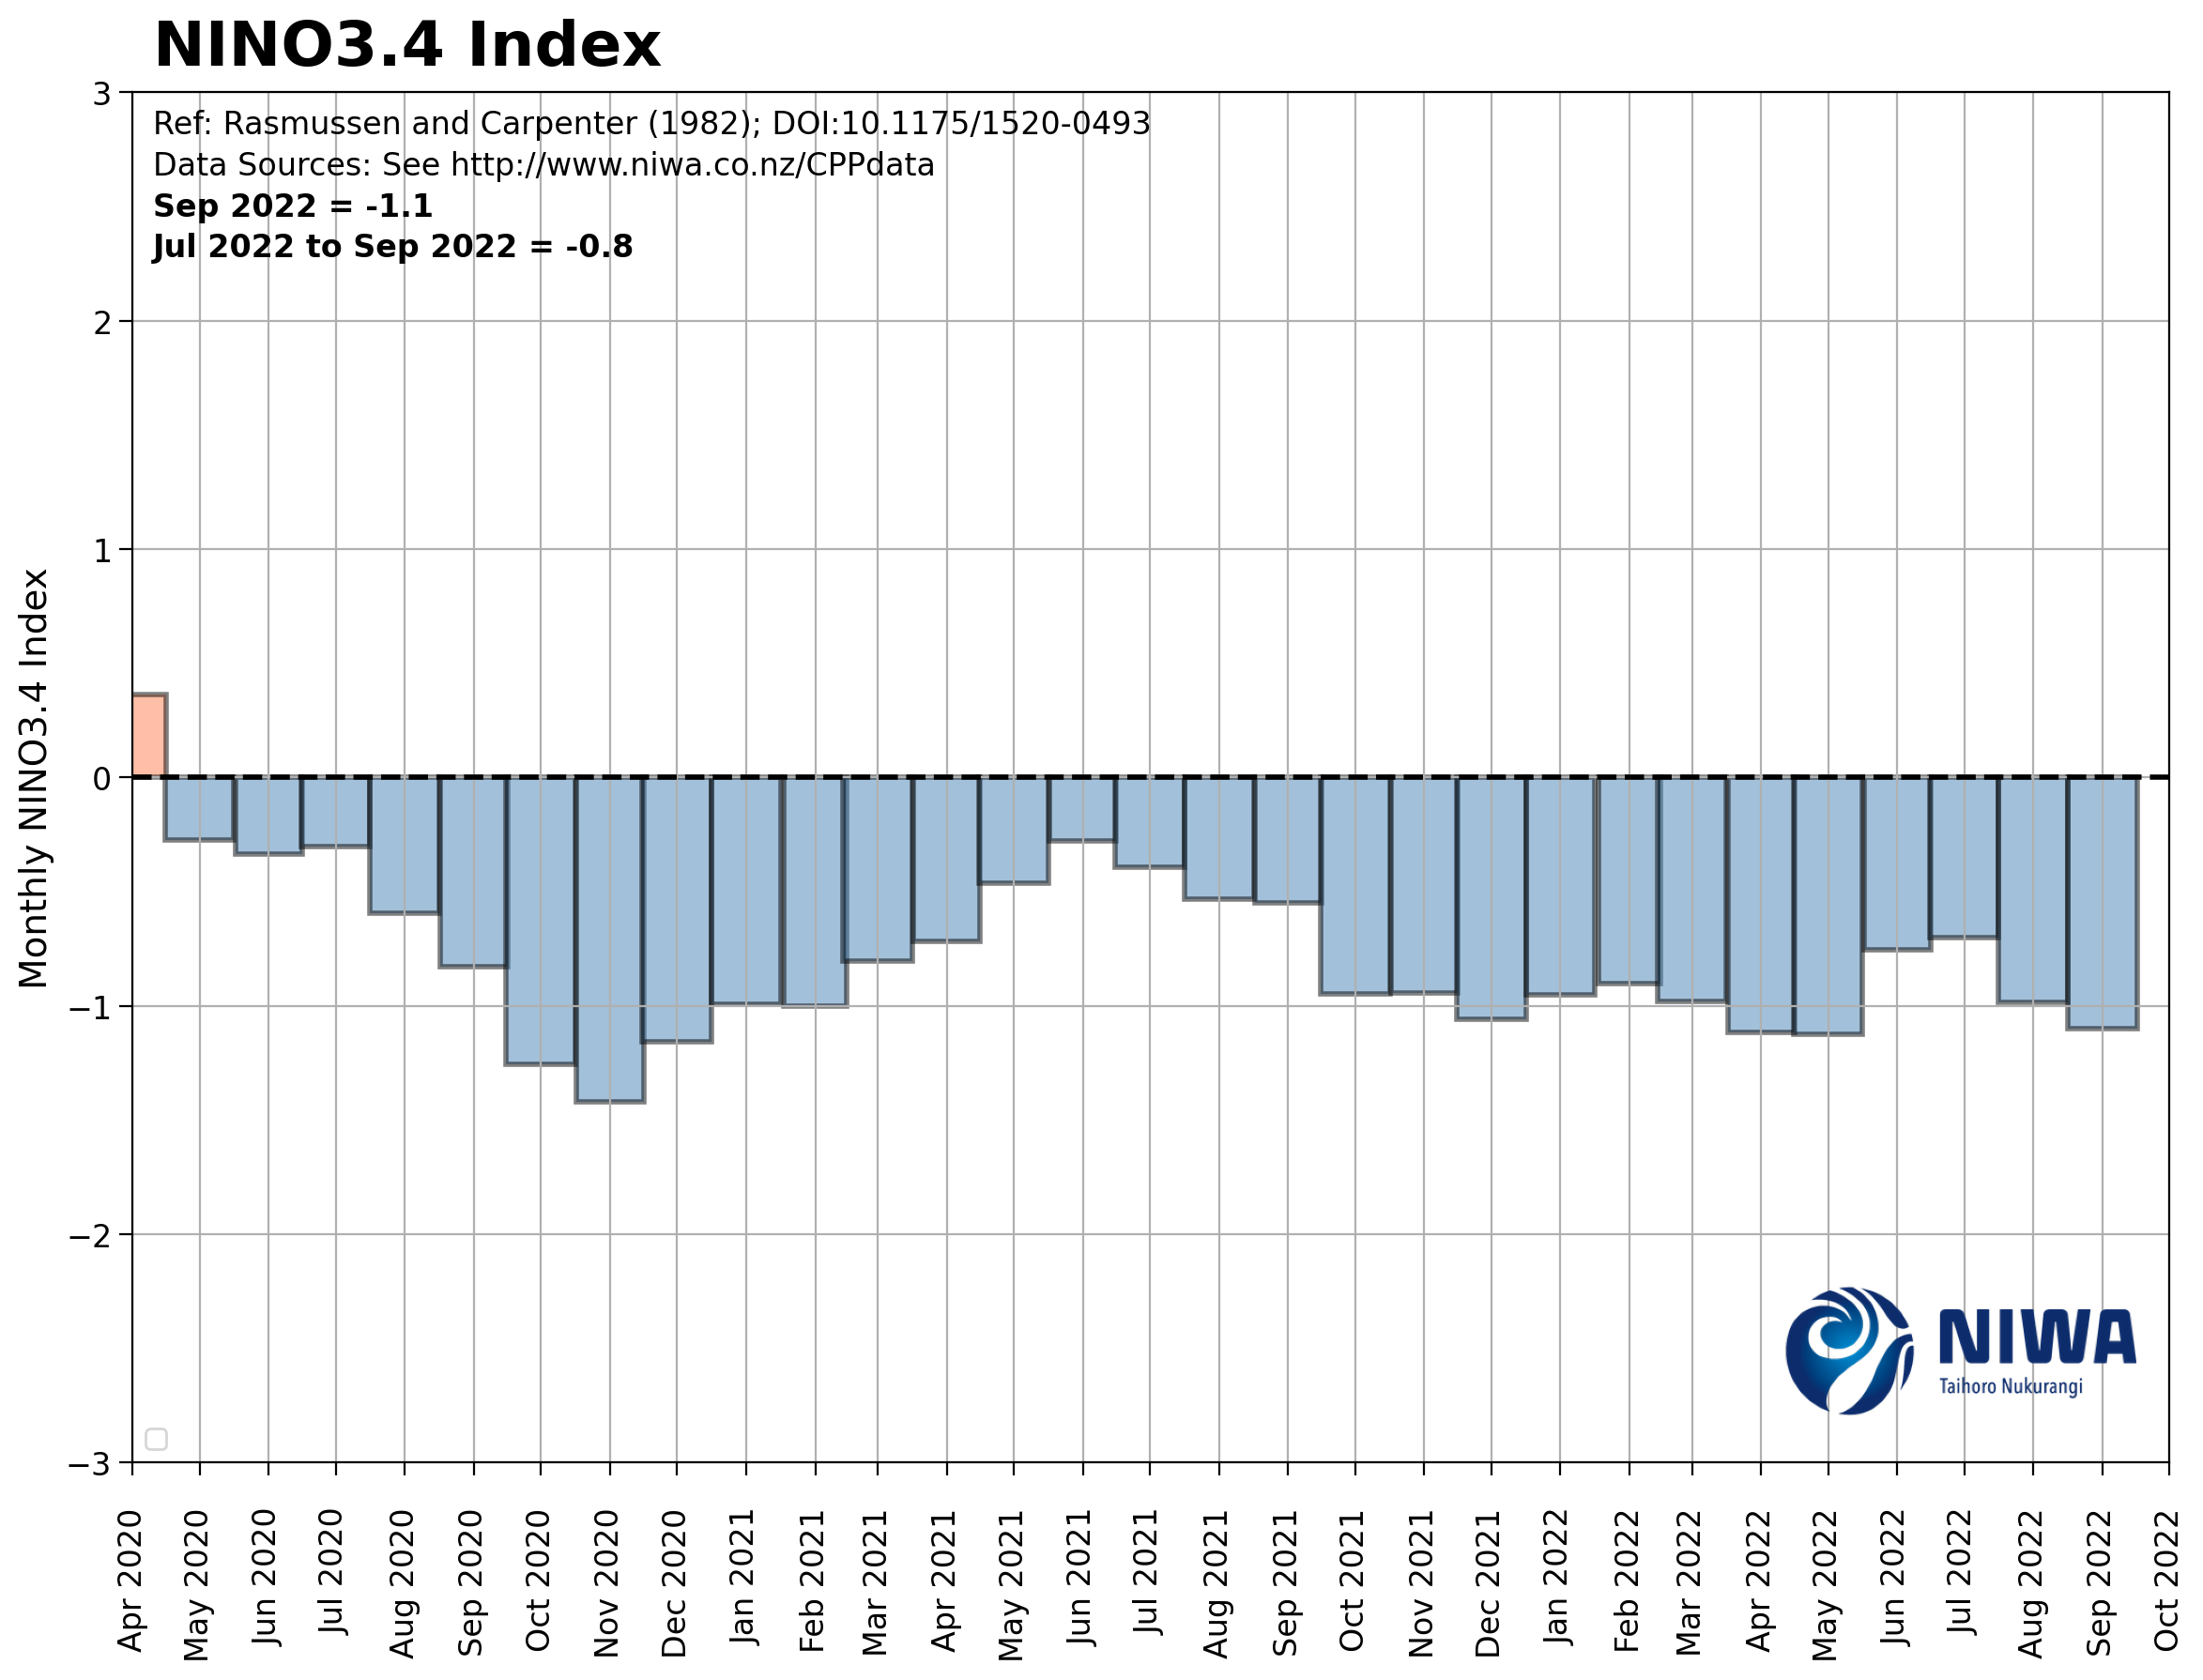 NINO3.4 Index
Ref: Rasmussen and Carpenter (1982); DOI:10.1175/1520-0493
Data Sources: See http://www.niwa.co.nz/CPPdata
Sep 2022 = -1.1
Jul 2022 to Sep 2022 = -0.8
Monthly NINO3.4 Index
3
2
1
0
−1
−2
−3
NIWA
Taihoro Nukurangi
Apr 2020
May 2020
Jun 2020
Jul 2020
Aug 2020
Sep 2020
Oct 2020
Nov 2020
Dec 2020
Jan 2021
Feb 2021
Mar 2021
Apr 2021
May 2021
Jun 2021
Jul 2021
Aug 2021
Sep 2021
Oct 2021
Nov 2021
Dec 2021
Jan 2022
Feb 2022
Mar 2022
Apr 2022
May 2022
Jun 2022
Jul 2022
Aug 2022
Sep 2022
Oct 2022